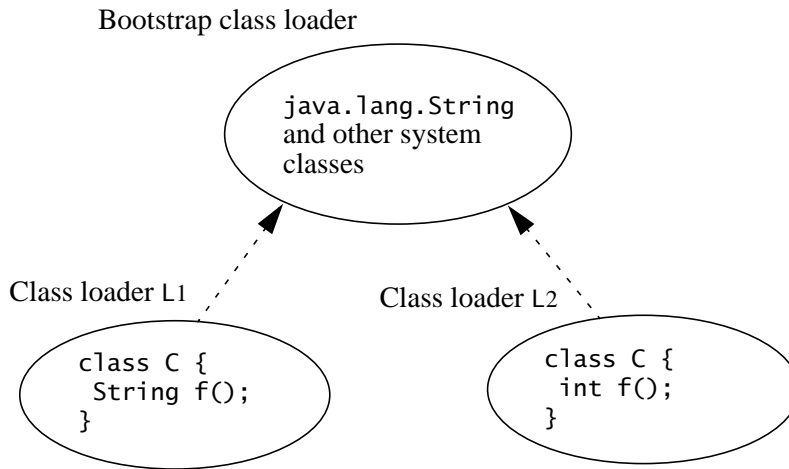 Bootstrap class loader
java.lang.String
and other system
classes
Class loader L1
Class loader L2
class C {
String f();
}
class C {
int f();
}